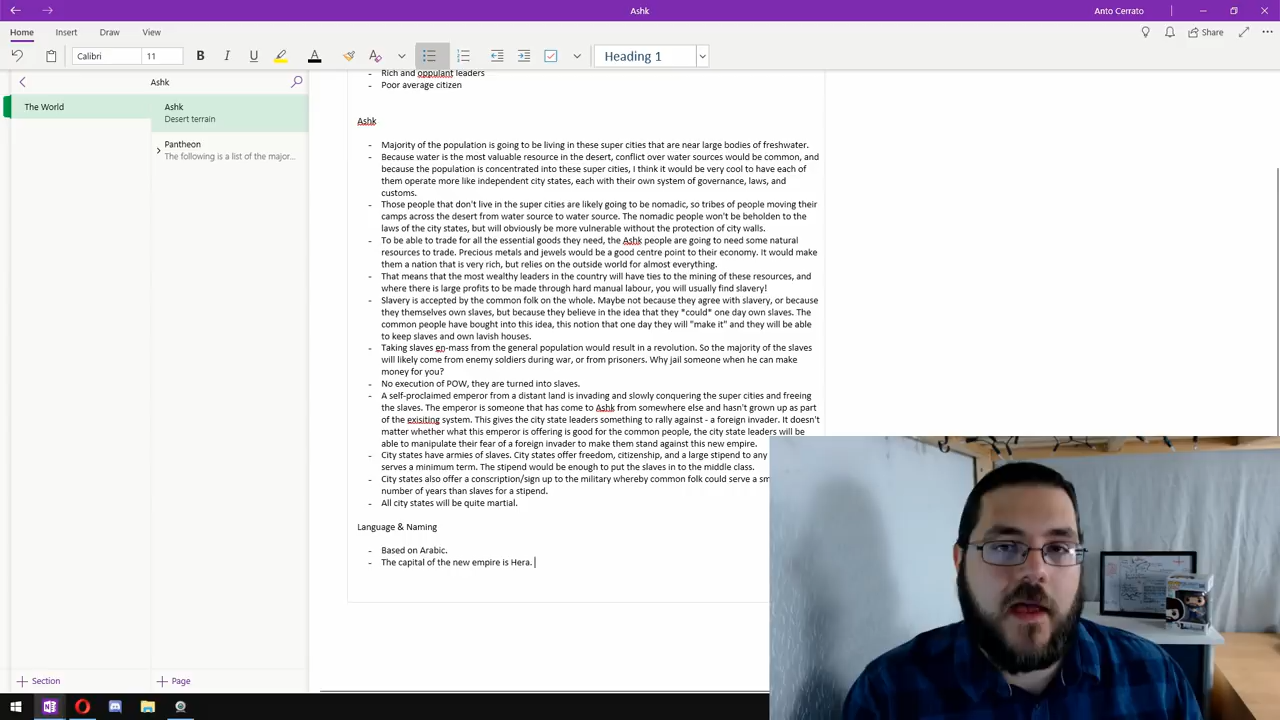 Ashk
Anto Cerrato
Home
Insert
Draw
View
Share
Calibri
11
B
I
U
A
Heading 1
Ashk
The World
Ashk
Desert terrain
Pantheon
The following is a list of the major...
- Rich and oppulant leaders
- Poor average citizen
Ashk
- Majority of the population is going to be living in these super cities that are near large bodies of freshwater.
- Because water is the most valuable resource in the desert, conflict over water sources would be common, and
because the population is concentrated into these super cities, I think it would be very cool to have each of
them operate more like independent city states, each with their own system of governance, laws, and
customs.
- Those people that don't live in the super cities are likely going to be nomadic, so tribes of people moving their
camps across the desert from water source to water source. The nomadic people won't be beholden to the
laws of the city states, but will obviously be more vulnerable without the protection of city walls.
- To be able to trade for all the essential goods they need, the Ashk people are going to need some natural
resources to trade. Precious metals and jewels would be a good centre point to their economy. It would make
them a nation that is very rich, but relies on the outside world for almost everything.
- That means that the most wealthy leaders in the country will have ties to the mining of these resources, and
where there is large profits to be made through hard manual labour, you will usually find slavery!
- Slavery is accepted by the common folk on the whole. Maybe not because they agree with slavery, or because
they themselves own slaves, but because they believe in the idea that they *could* one day own slaves. The
common people have bought into this idea, this notion that one day they will "make it" and they will be able
to keep slaves and own lavish houses.
- Taking slaves en-mass from the general population would result in a revolution. So the majority of the slaves
will likely come from enemy soldiers during war, or from prisoners. Why jail someone when he can make
money for you?
- No execution of POW, they are turned into slaves.
- A self-proclaimed emperor from a distant land is invading and slowly conquering the super cities and freeing
the slaves. The emperor is someone that has come to Ashk from somewhere else and hasn't grown up as part
of the exisiting system. This gives the city state leaders something to rally against - a foreign invader. It doesn't
matter whether what this emperor is offering is good for the common people, the city state leaders will be
able to manipulate their fear of a foreign invader to make them stand against this new empire.
- City states have armies of slaves. City states offer freedom, citizenship, and a large stipend to any
serves a minimum term. The stipend would be enough to put the slaves in to the middle class.
- City states also offer a conscription/sign up to the military whereby common folk could serve a sm
number of years than slaves for a stipend.
- All city states will be quite martial.
Language & Naming
- Based on Arabic.
- The capital of the new empire is Hera.
Section
Page